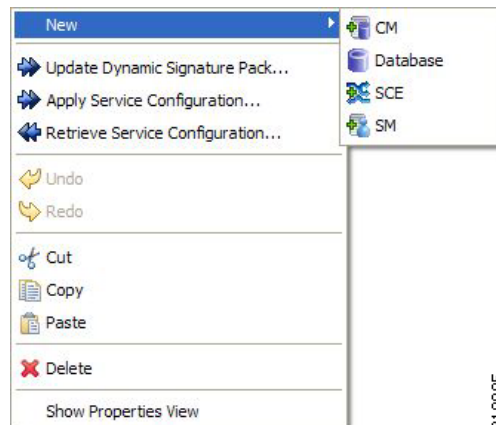 New
CM
Database
SCE
SM
Update Dynamic Signature Pack...
Apply Service Configuration...
Retrieve Service Configuration...
Undo
Redo
Cut
Copy
Paste
Delete
Show Properties View